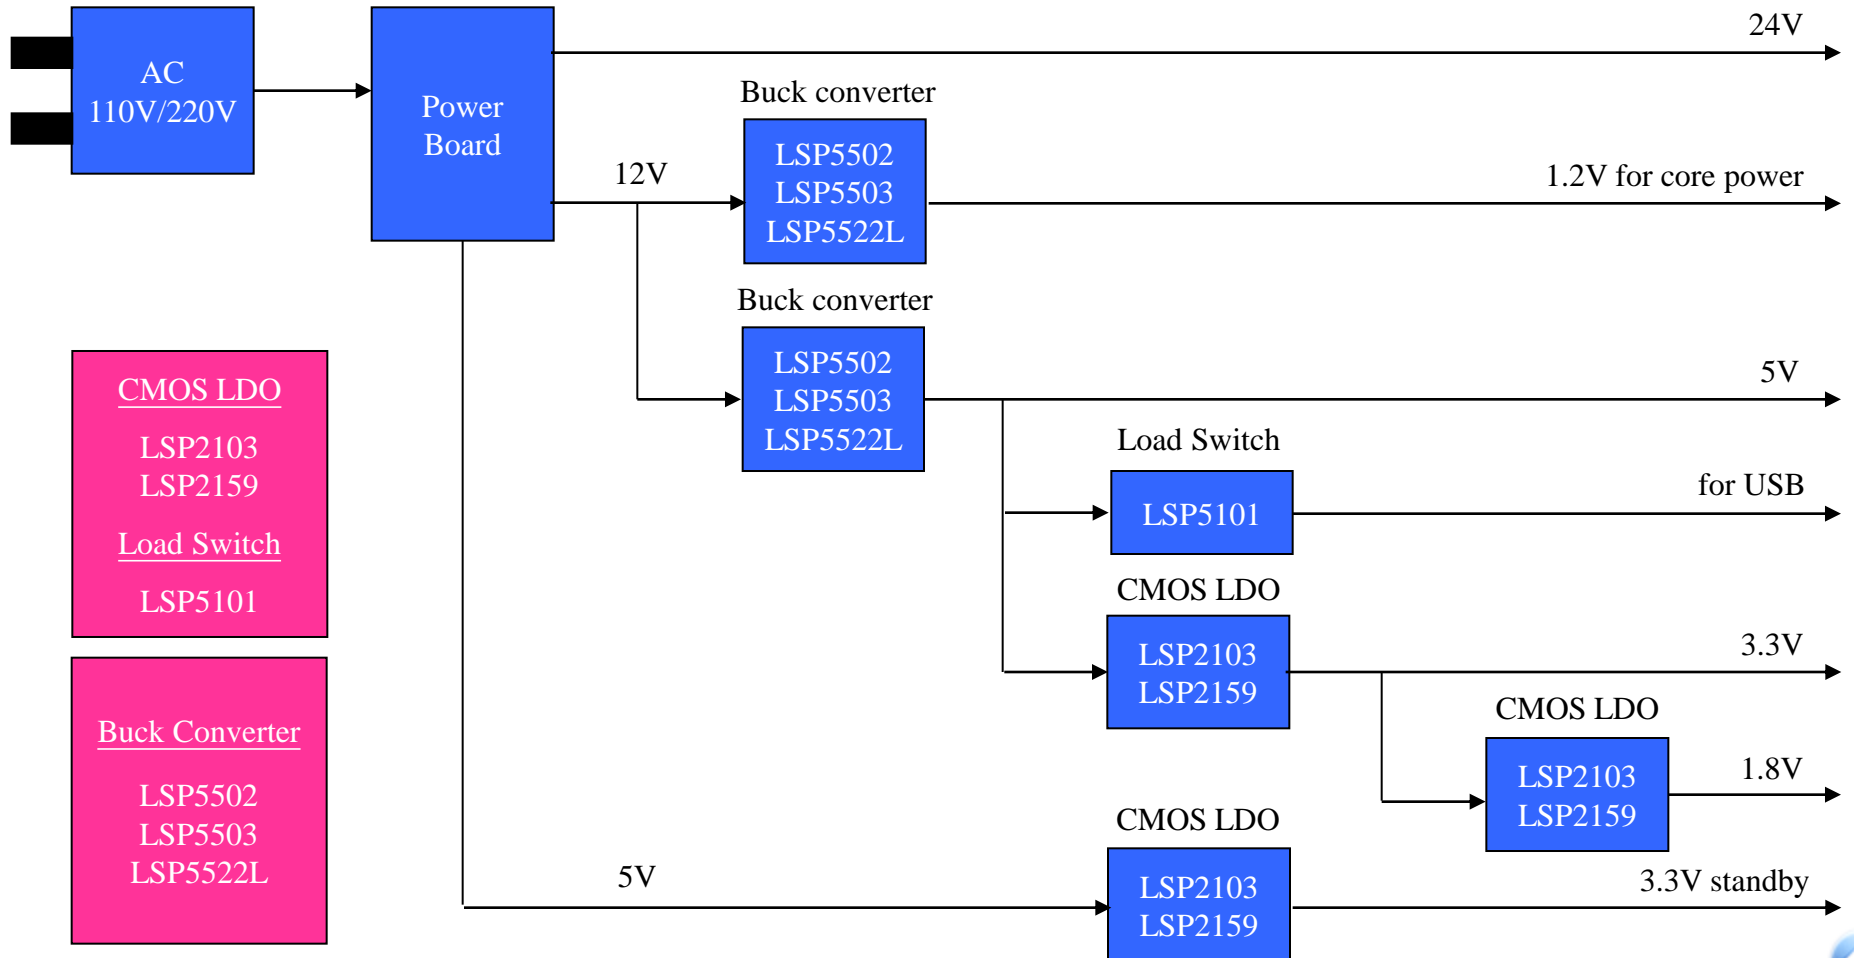 24V
AC
110V/220V
Power
Board
Buck converter
LSP5502
LSP5503
LSP5522L
12V
1.2V for core power
Buck converter
LSP5502
LSP5503
LSP5522L
5V
CMOS LDO
LSP2103
LSP2159
Load Switch
LSP5101
Load Switch
LSP5101
for USB
CMOS LDO
LSP2103
LSP2159
3.3V
Buck Converter
LSP5502
LSP5503
LSP5522L
CMOS LDO
LSP2103
LSP2159
1.8V
5V
CMOS LDO
LSP2103
LSP2159
3.3V standby